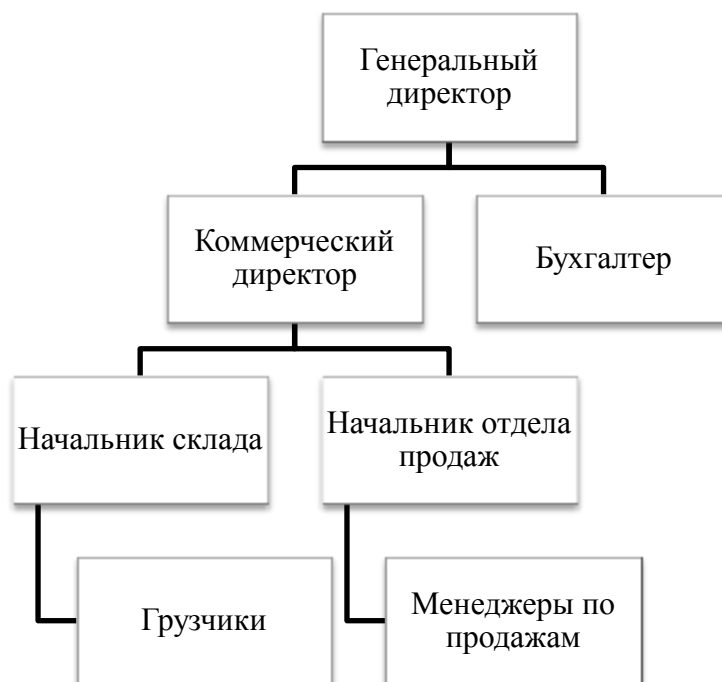 Генеральный
директор
Коммерческий
директор
Бухгалтер
Начальник склада
Начальник отдела
продаж
Грузчики
Менеджеры по
продажам